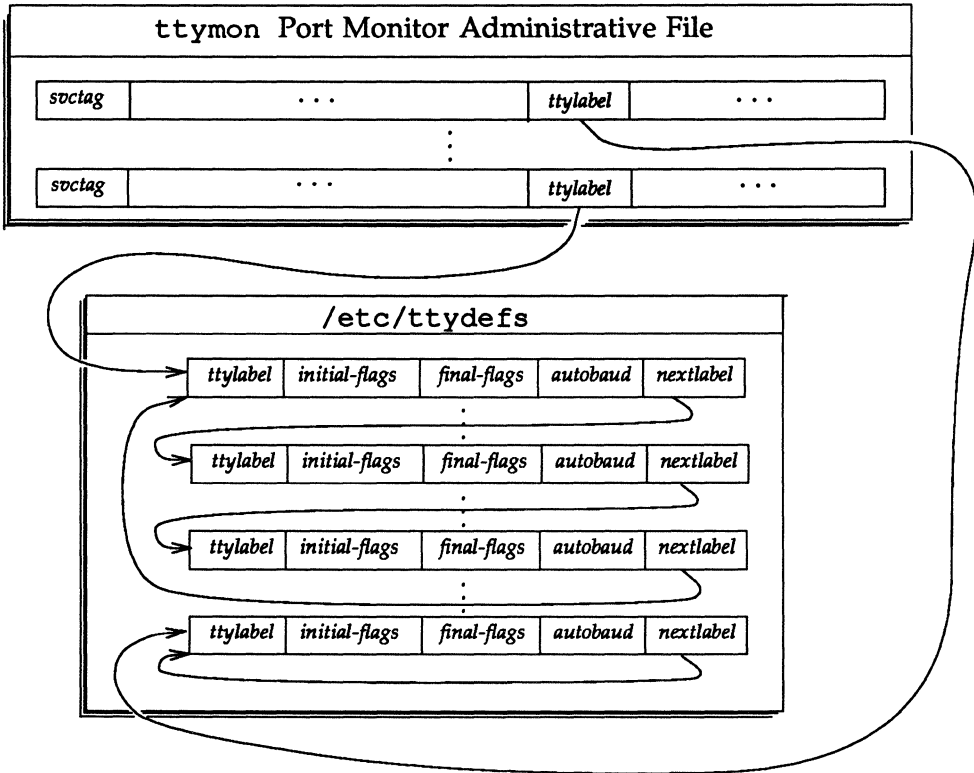 ttymon Port Monitor Administrative File
svctag ... ttylabel ...
svctag ... ttylabel ...
/etc/ttydefs
ttylabel initial-flags final-flags autobaud nextlabel
ttylabel initial-flags final-flags autobaud nextlabel
ttylabel initial-flags final-flags autobaud nextlabel
ttylabel initial-flags final-flags autobaud nextlabel